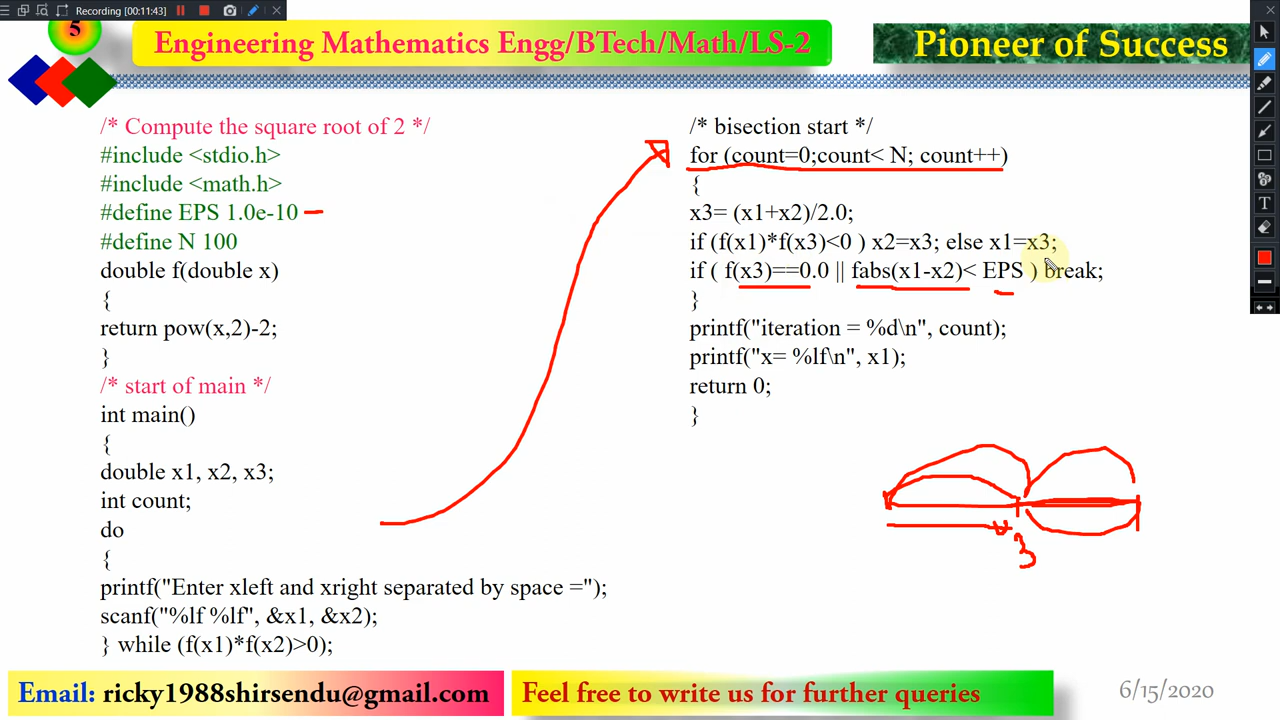 Recording [00:11:43]
5
Engineering Mathematics Engg/BTech/Math/LS-2
Pioneer of Success
/* Compute the square root of 2 */
#include <stdio.h>
#include <math.h>
#define EPS 1.0e-10
#define N 100
double f(double x)
{
return pow(x,2)-2;
}
/* start of main */
int main()
{
double x1, x2, x3;
int count;
do
{
printf("Enter xleft and xright separated by space =");
scanf("%lf %lf", &x1, &x2);
} while (f(x1)*f(x2)>0);
/* bisection start */
for (count=0;count< N; count++)
{
x3= (x1+x2)/2.0;
if (f(x1)*f(x3)<0 ) x2=x3; else x1=x3;
if ( f(x3)==0.0 || fabs(x1-x2)< EPS ) break;
}
printf("iteration = %d\n", count);
printf("x= %lf\n", x1);
return 0;
}
3
Email: ricky1988shirsendu@gmail.com
Feel free to write us for further queries
6/15/2020